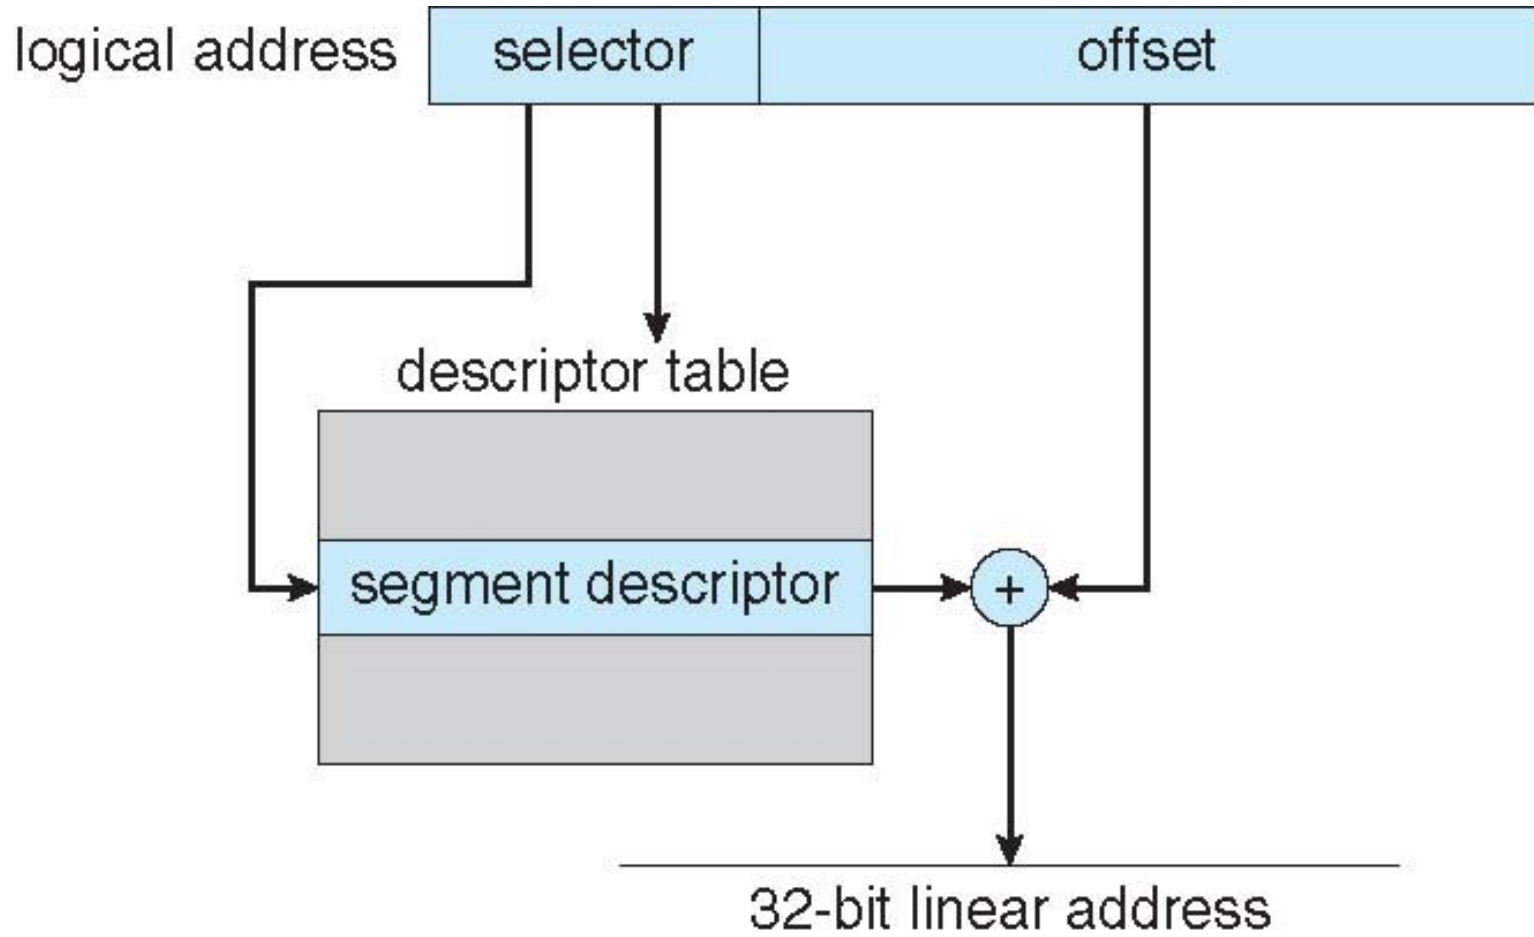 logical address selector offset
descriptor table
segment descriptor +
32-bit linear address